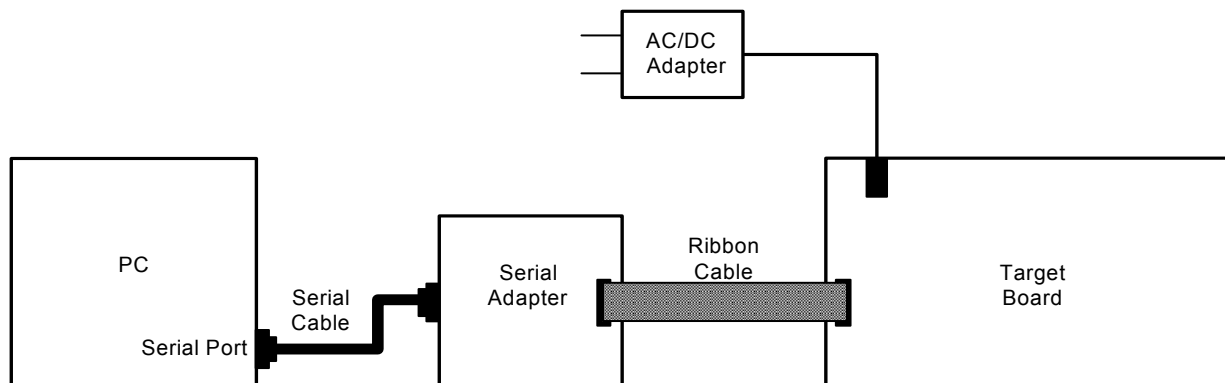 AC/DC
Adapter
PC
Serial
Adapter
Ribbon
Cable
Target
Board
Serial
Cable
Serial Port